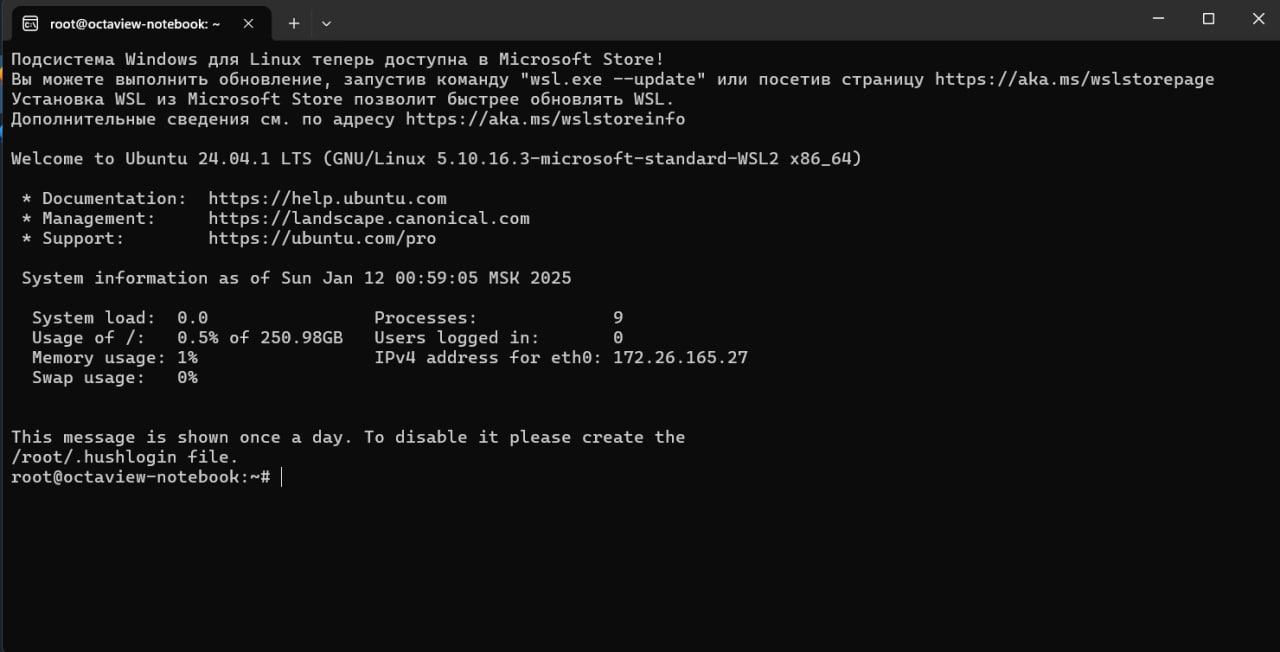 root@octaview-notebook: ~
Подсистема Windows для Linux теперь доступна в Microsoft Store!
Вы можете выполнить обновление, запустив команду "wsl.exe --update" или посетив страницу https://aka.ms/wslstorepage
Установка WSL из Microsoft Store позволит быстрее обновлять WSL.
Дополнительные сведения см. по адресу https://aka.ms/wslstoreinfo
Welcome to Ubuntu 24.04.1 LTS (GNU/Linux 5.10.16.3-microsoft-standard-WSL2 x86_64)
* Documentation:  https://help.ubuntu.com
* Management:     https://landscape.canonical.com
* Support:        https://ubuntu.com/pro
System information as of Sun Jan 12 00:59:05 MSK 2025
System load:  0.0                Processes:             9
Usage of /:   0.5% of 250.98GB   Users logged in:       0
Memory usage: 1%                 IPv4 address for eth0: 172.26.165.27
Swap usage:   0%
This message is shown once a day. To disable it please create the
/root/.hushlogin file.
root@octaview-notebook:~#